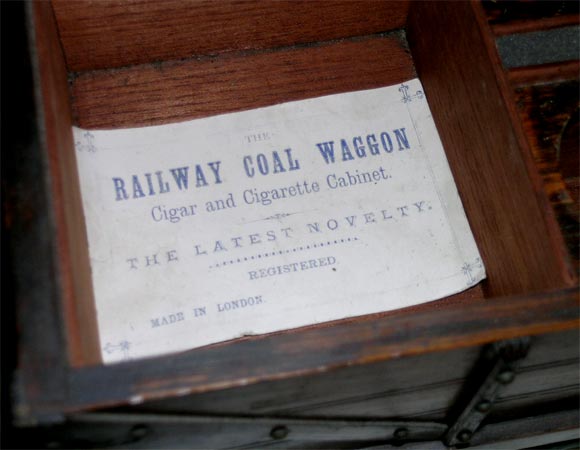 THE
RAILWAY COAL WAGGON
Cigar and Cigarette Cabinet.
THE LATEST NOVELTY.
REGISTERED.
MADE IN LONDON.